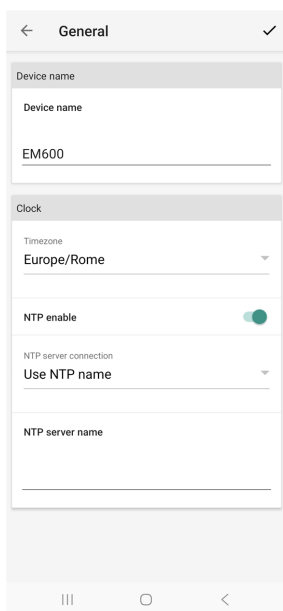 General
Device name
Device name
EM600
Clock
Timezone
Europe/Rome
NTP enable
NTP server connection
Use NTP name
NTP server name